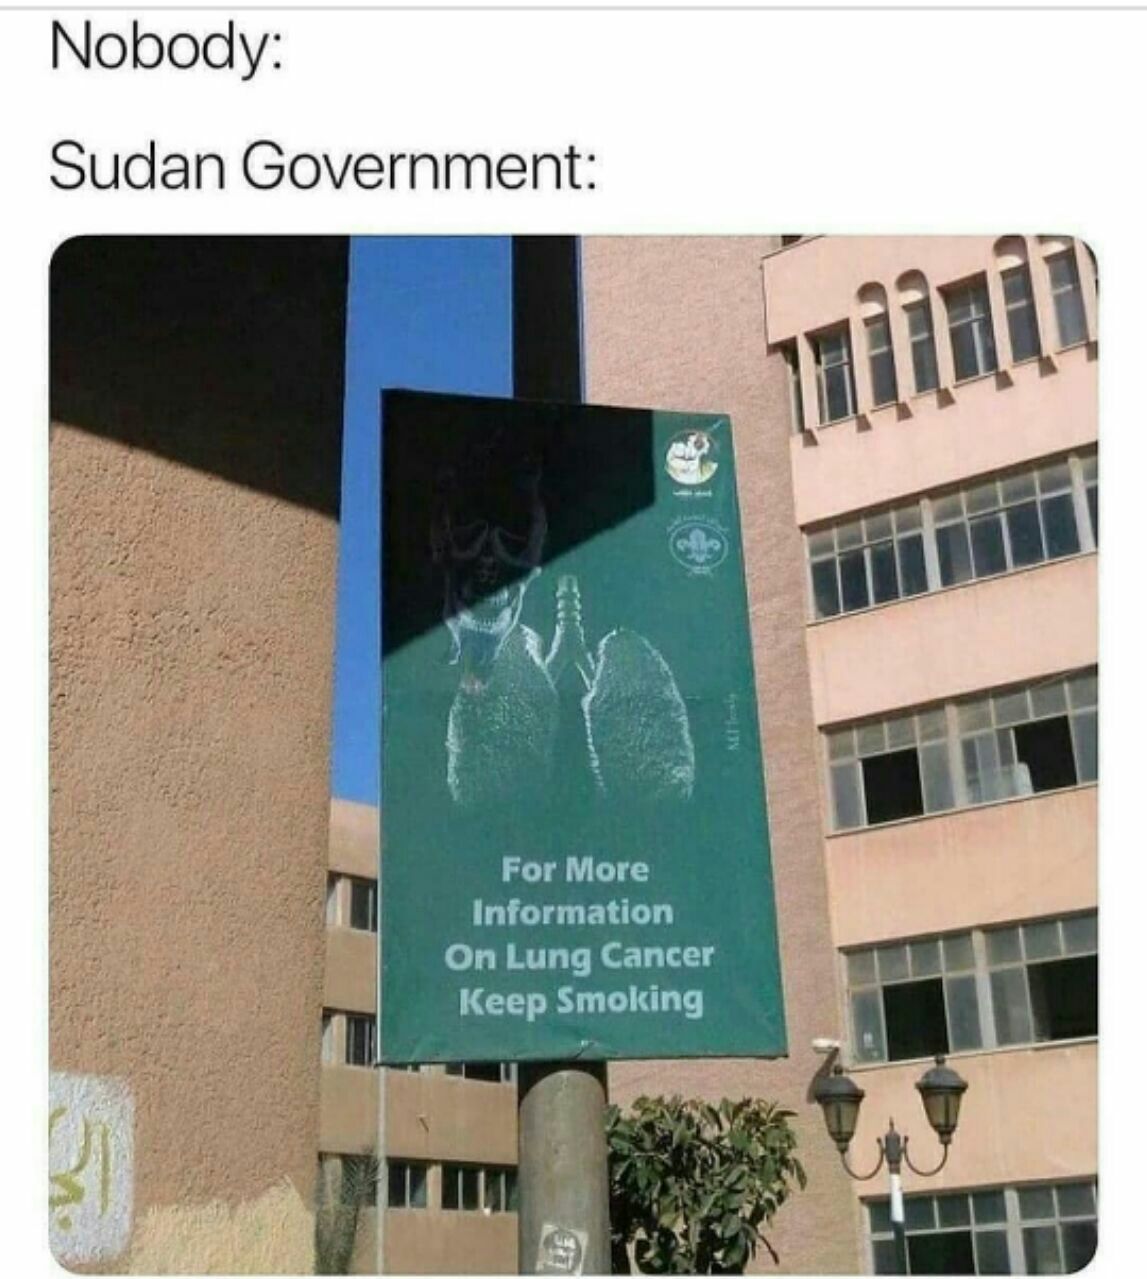 Nobody:
Sudan Government:
For More
Information
On Lung Cancer
Keep Smoking